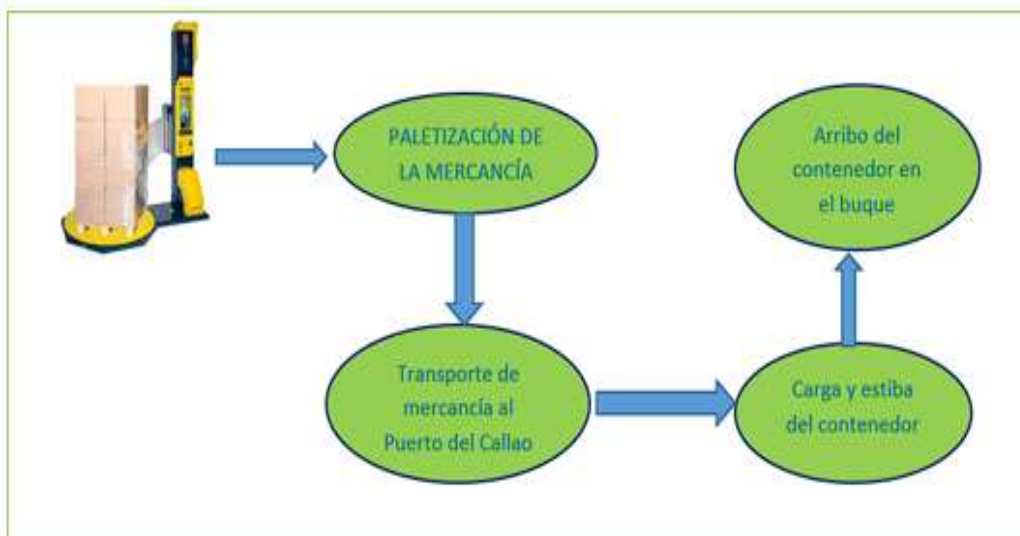 PALETIZACIÓN DE
LA MERCANCÍA
Transporte de
mercancía al
Puerto del Callao
Carga y estiba
del contenedor
Arribo del
contenedor en
el buque